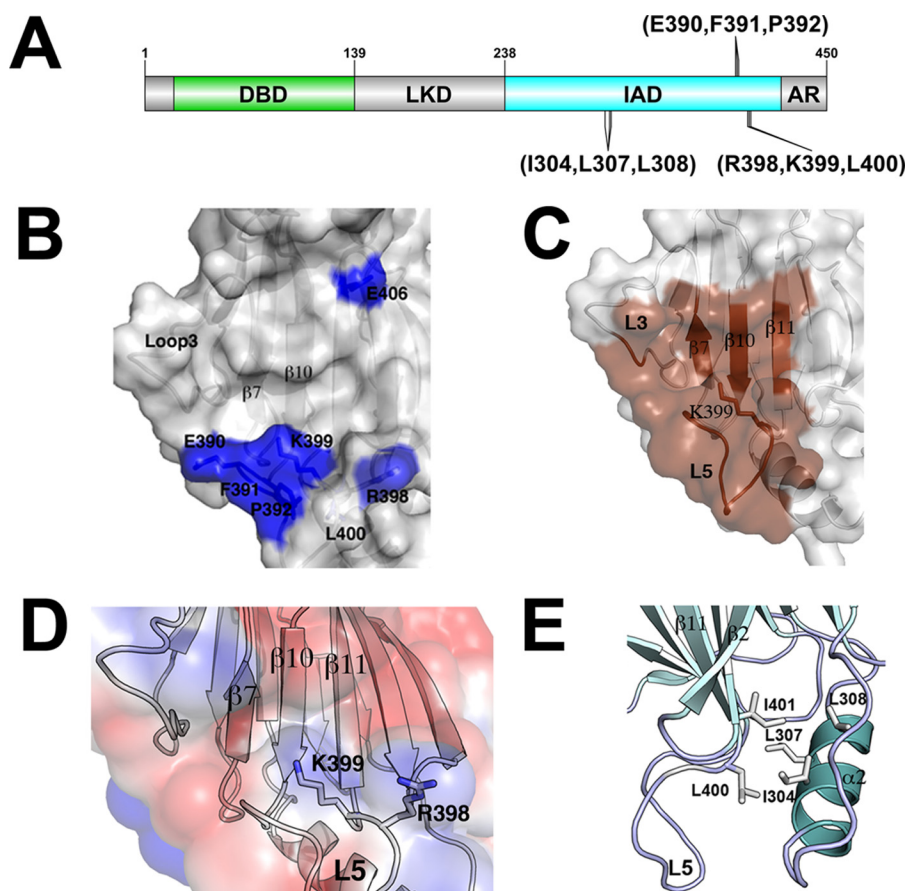 A
(E390,F391,P392)
1 139 238 450
DBD LKD IAD AR
(I304,L307,L308) (R398,K399,L400)
B
E406
Loop3
β10
β7
E390 K399
F391
P392
R398
L400
C
L3
β11
β10
β7
K399
L5
D
β10
β11
β7
K399
R398
L5
E
β11
β2
I401
L308
L307
α2
L400
I304
L5